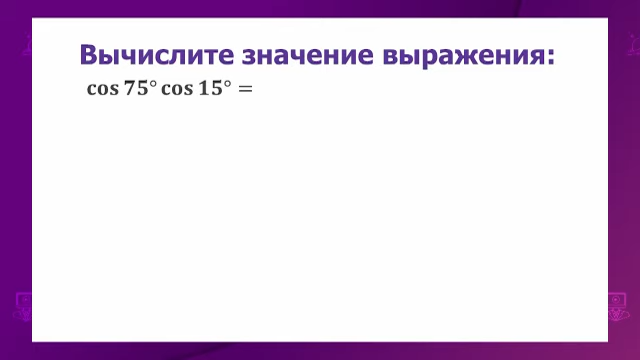 Вычислите значение выражения:
cos 75° cos 15° =